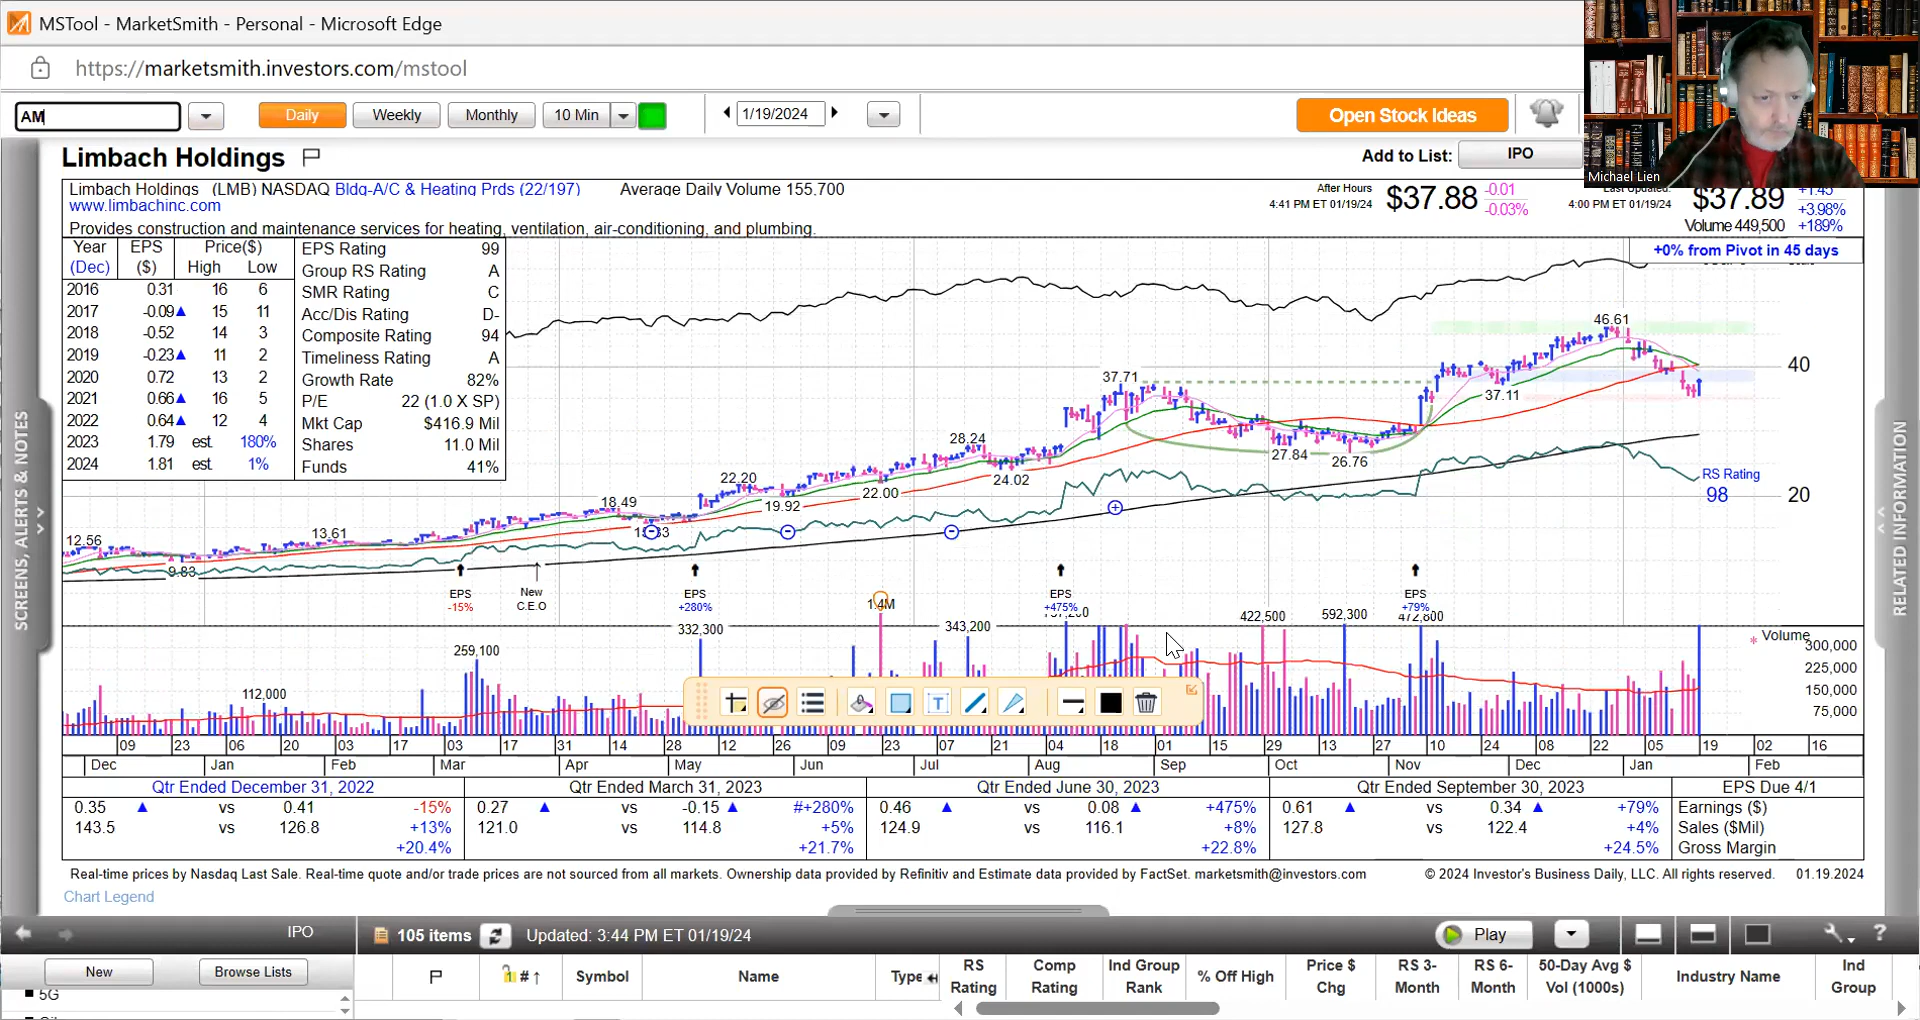 MSTool - MarketSmith - Personal - Microsoft Edge
https://marketsmith.investors.com/mstool
AM
Daily
Weekly
Monthly
10 Min
1/19/2024
Open Stock Ideas
Michael Lien
Limbach Holdings
Add to List:
IPO
Limbach Holdings (LMB) NASDAQ Bldg-A/C & Heating Prds (22/197) Average Daily Volume 155,700
www.limbachinc.com
Provides construction and maintenance services for heating, ventilation, air-conditioning, and plumbing.
After Hours
4:41 PM ET 01/19/24
$37.88
-0.01
-0.03%
Last Updated:
4:00 PM ET 01/19/24
$37.89
+1.45
+3.98%
Volume 449,500
+189%
+0% from Pivot in 45 days
Year EPS Price($)
(Dec) ($) High Low
2016 0.31 16 6
2017 -0.09 15 11
2018 -0.52 14 3
2019 -0.23 11 2
2020 0.72 13 2
2021 0.66 16 5
2022 0.64 12 4
2023 1.79 est. 180%
2024 1.81 est. 1%
EPS Rating 99
Group RS Rating A
SMR Rating C
Acc/Dis Rating D-
Composite Rating 94
Timeliness Rating A
Growth Rate 82%
P/E 22 (1.0 X SP)
Mkt Cap $416.9 Mil
Shares 11.0 Mil
Funds 41%
46.61
40
37.71
37.11
28.24
27.84
26.76
24.02
22.20
22.00
19.92
18.49
13.61
12.56
9.83
RS Rating
98
20
EPS
-15%
New
C.E.O
EPS
+280%
1.4M
EPS
+475%
EPS
+79%
422,500
592,300
472,600
343,200
332,300
259,100
112,000
Volume
300,000
225,000
150,000
75,000
09 23 06 20 03 17 03 17 31 14 28 12 26 09 23 07 21 04 18 01 15 29 13 27 10 24 08 22 05 19 02 16
Dec Jan Feb Mar Apr May Jun Jul Aug Sep Oct Nov Dec Jan Feb
Qtr Ended December 31, 2022 Qtr Ended March 31, 2023 Qtr Ended June 30, 2023 Qtr Ended September 30, 2023 EPS Due 4/1
0.35 vs 0.41 -15% 0.27 vs -0.15 #+280% 0.46 vs 0.08 +475% 0.61 vs 0.34 +79% Earnings ($)
143.5 vs 126.8 +13% 121.0 vs 114.8 +5% 124.9 vs 116.1 +8% 127.8 vs 122.4 +4% Sales ($Mil)
+20.4% +21.7% +22.8% +24.5% Gross Margin
Real-time prices by Nasdaq Last Sale. Real-time quote and/or trade prices are not sourced from all markets. Ownership data provided by Refinitiv and Estimate data provided by FactSet. marketsmith@investors.com © 2024 Investor's Business Daily, LLC. All rights reserved. 01.19.2024
Chart Legend
SCREENS, ALERTS & NOTES
RELATED INFORMATION
IPO
105 items
Updated: 3:44 PM ET 01/19/24
Play
?
New
Browse Lists
5G
# Symbol Name Type
RS Rating
Comp Rating
Ind Group Rank
% Off High
Price $ Chg
RS 3-Month
RS 6-Month
50-Day Avg $ Vol (1000s)
Industry Name
Ind Group